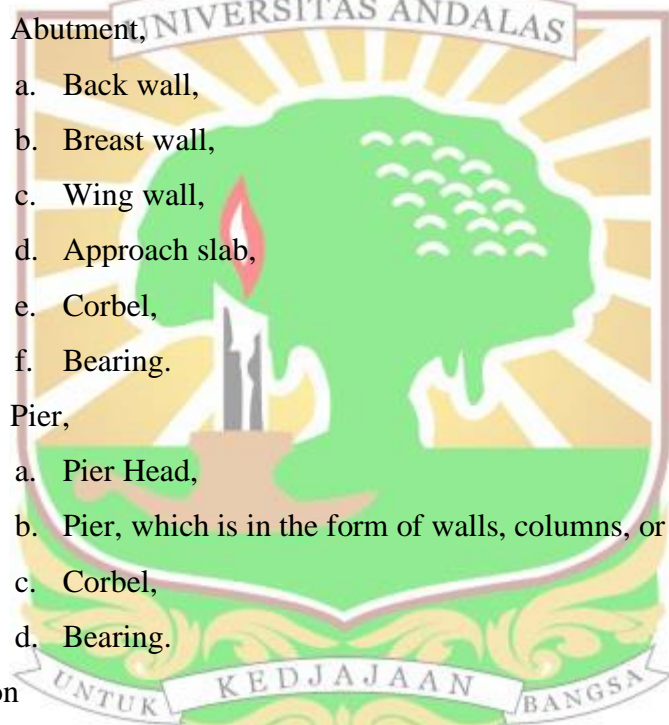 UNIVERSITAS ANDALAS
Abutment,
a. Back wall,
b. Breast wall,
c. Wing wall,
d. Approach slab,
e. Corbel,
f. Bearing.
Pier,
a. Pier Head,
b. Pier, which is in the form of walls, columns, or
c. Corbel,
d. Bearing.
on
UNTUK KEDJAJAAN BANGSA